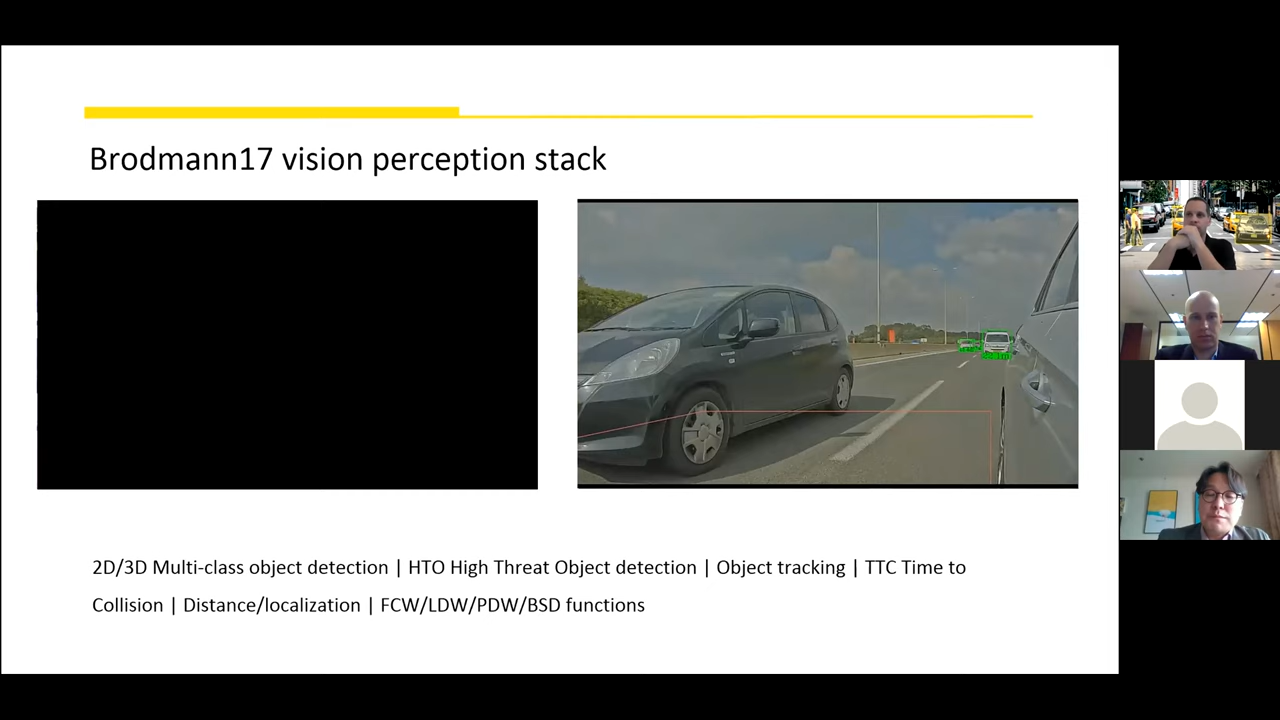 Brodmann17 vision perception stack
2D/3D Multi-class object detection | HTO High Threat Object detection | Object tracking | TTC Time to
Collision | Distance/localization | FCW/LDW/PDW/BSD functions